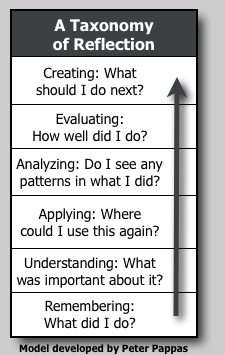 A Taxonomy
of Reflection
Creating: What
should I do next?
Evaluating:
How well did I do?
Analyzing: Do I see any
patterns in what I did?
Applying: Where
could I use this again?
Understanding: What
was important about it?
Remembering:
What did I do?
Model developed by Peter Pappas